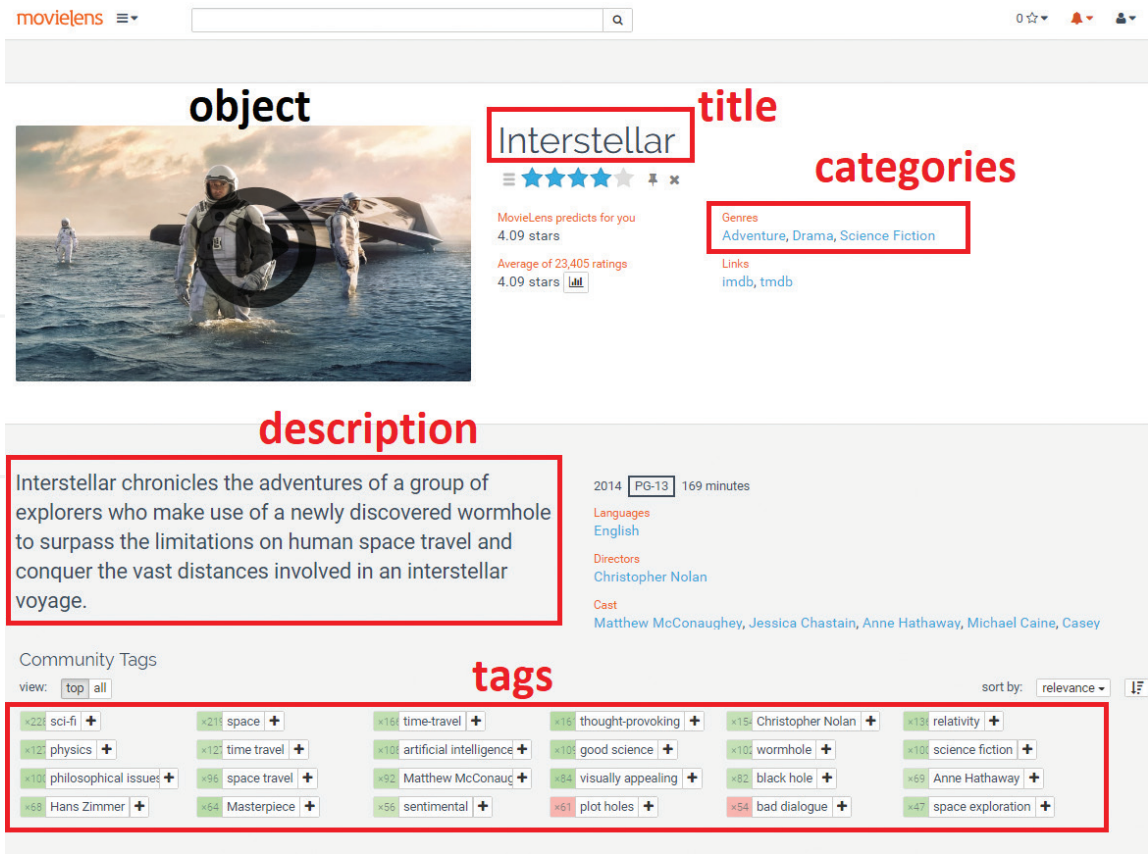 movielens
0
object
title
Interstellar
categories
MovieLens predicts for you
4.09 stars
Genres
Adventure, Drama, Science Fiction
Average of 23,405 ratings
4.09 stars
Links
imdb, tmdb
description
Interstellar chronicles the adventures of a group of
explorers who make use of a newly discovered wormhole
to surpass the limitations on human space travel and
conquer the vast distances involved in an interstellar
voyage.
2014 PG-13 169 minutes
Languages
English
Directors
Christopher Nolan
Cast
Matthew McConaughey, Jessica Chastain, Anne Hathaway, Michael Caine, Casey
Community Tags
tags
view: top all
sort by: relevance
sci-fi + space + time-travel + thought-provoking + Christopher Nolan + relativity +
physics + time travel + artificial intelligence + good science + ×102 wormhole + science fiction +
philosophical issues + ×96 space travel + ×92 Matthew McConaug + ×84 visually appealing + ×82 black hole + ×69 Anne Hathaway +
×68 Hans Zimmer + ×64 Masterpiece + ×56 sentimental + ×61 plot holes + ×54 bad dialogue + ×47 space exploration +